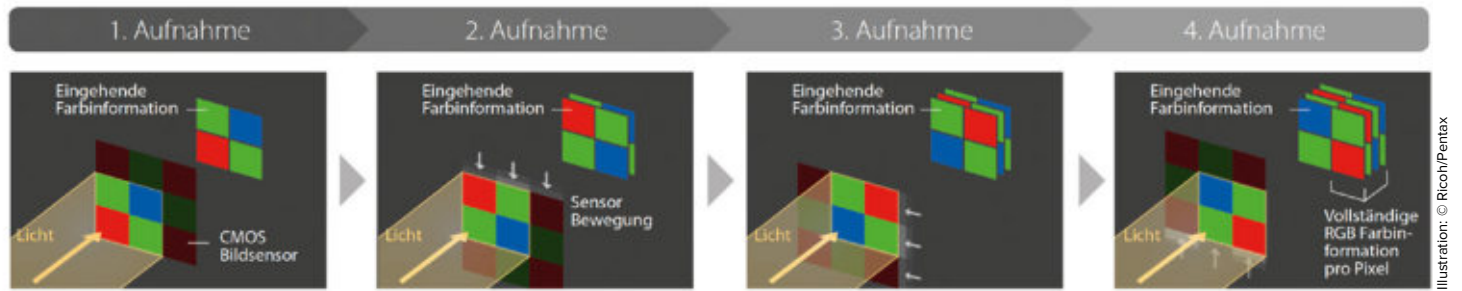 1. Aufnahme
2. Aufnahme
3. Aufnahme
4. Aufnahme
Eingehende
Farbinformation
Licht
CMOS
Bildsensor
Eingehende
Farbinformation
Sensor
Bewegung
Licht
Eingehende
Farbinformation
Licht
Eingehende
Farbinformation
Licht
Vollständige
RGB Farbin-
formation
pro Pixel
Illustration: © Ricoh/Pentax